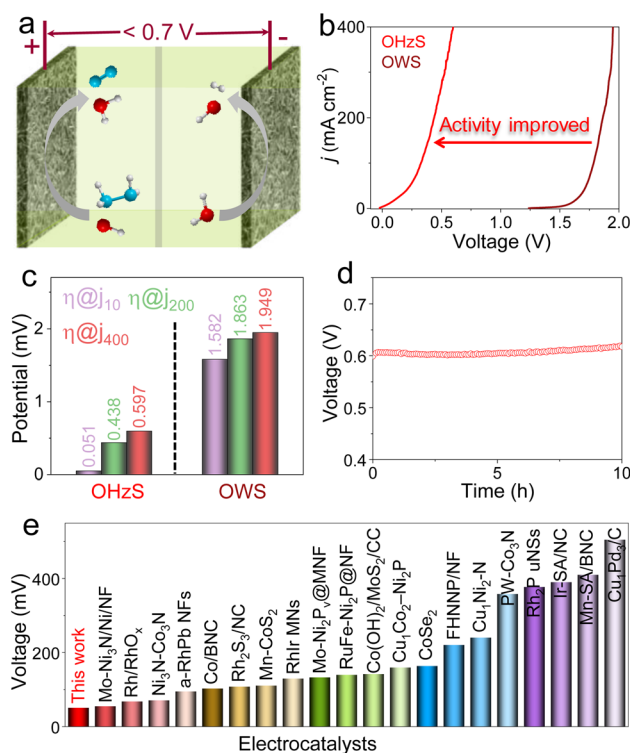 a
+
< 0.7 V
-
b
OHzS
OWS
Activity improved
j (mA cm⁻²)
400
200
0
0.0
0.5
1.0
1.5
2.0
Voltage (V)
c
η@j₁₀ η@j₂₀₀
η@j₄₀₀
Potential (mV)
2
1
0
0.051
0.438
0.597
1.582
1.863
1.949
OHzS
OWS
d
Voltage (V)
0.7
0.6
0.5
0.4
0
5
10
Time (h)
e
Voltage (mV)
400
200
0
This work
Mo-Ni₃N/Ni/NF
Rh/RhOₓ
Ni₃N-Co₃N
a-RhPb NFs
Co/BNC
Rh₂S₃/NC
Mn-CoS₂
RhIr MNs
Mo-Ni₂Pᵥ@MNF
RuFe-Ni₂P@NF
Co(OH)₂/MoS₂/CC
Cu₁Co₂–Ni₂P
CoSe₂
FHNNP/NF
Cu₁Ni₂-N
PW-Co₃N
Rh₂P uNSs
Ir-SA/NC
Mn-SA/BNC
Cu₁Pd₃/C
Electrocatalysts